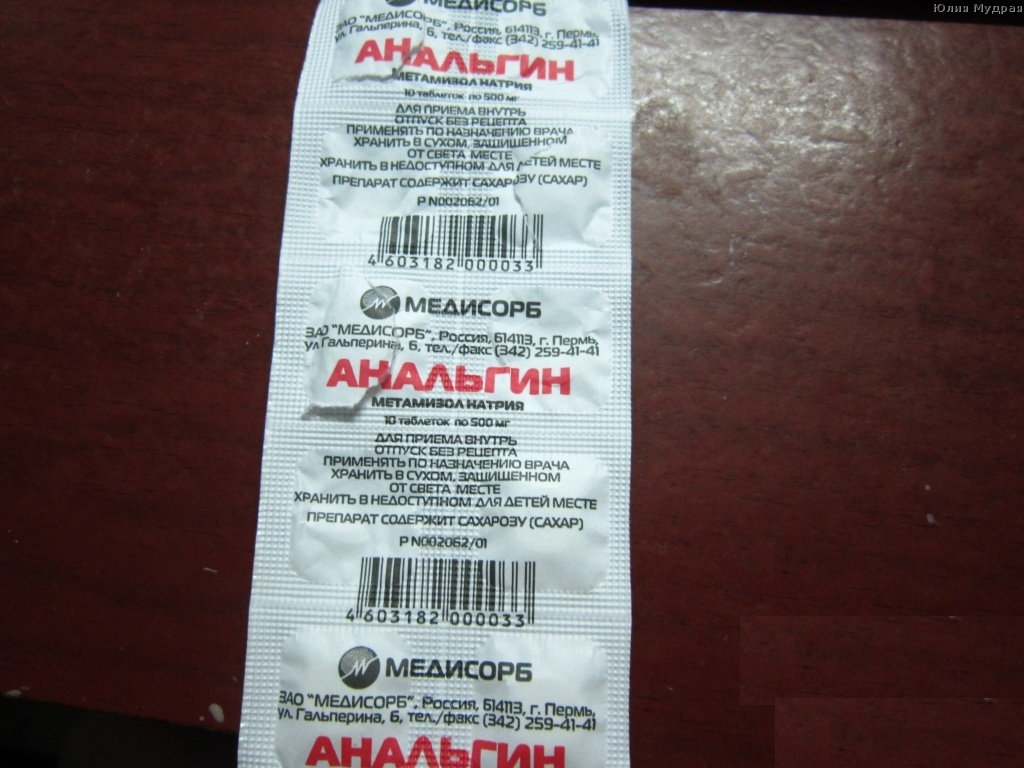 Юлия Мудрая
МЕДИСОРБ
ЗАО "МЕДИСОРБ", Россия, 614113, г. Пермь,
ул. Гальперина, 6, тел./факс (342) 259-41-41
АНАЛЬГИН
МЕТАМИЗОЛ НАТРИЯ
10 таблеток по 500 мг
ДЛЯ ПРИЕМА ВНУТРЬ
ОТПУСК БЕЗ РЕЦЕПТА
ПРИМЕНЯТЬ ПО НАЗНАЧЕНИЮ ВРАЧА
ХРАНИТЬ В СУХОМ, ЗАЩИЩЕННОМ
ОТ СВЕТА МЕСТЕ
ХРАНИТЬ В НЕДОСТУПНОМ ДЛЯ ДЕТЕЙ МЕСТЕ
ПРЕПАРАТ СОДЕРЖИТ САХАРОЗУ (САХАР)
Р N002062/01
4 603182 000033
МЕДИСОРБ
ЗАО "МЕДИСОРБ", Россия, 614113, г. Пермь,
ул Гальперина, 6, тел./факс (342) 259-41-41
АНАЛЬГИН
МЕТАМИЗОЛ НАТРИЯ
10 таблеток по 500 мг
ДЛЯ ПРИЕМА ВНУТРЬ
ОТПУСК БЕЗ РЕЦЕПТА
ПРИМЕНЯТЬ ПО НАЗНАЧЕНИЮ ВРАЧА
ХРАНИТЬ В СУХОМ, ЗАЩИЩЕННОМ
ОТ СВЕТА МЕСТЕ
ХРАНИТЬ В НЕДОСТУПНОМ ДЛЯ ДЕТЕЙ МЕСТЕ
ПРЕПАРАТ СОДЕРЖИТ САХАРОЗУ (САХАР)
Р N002062/01
4 603182 000033
МЕДИСОРБ
ЗАО "МЕДИСОРБ", Россия, 614113, г. Пермь,
ул. Гальперина, 6, тел./факс (342) 259-41-41
АНАЛЬГИН